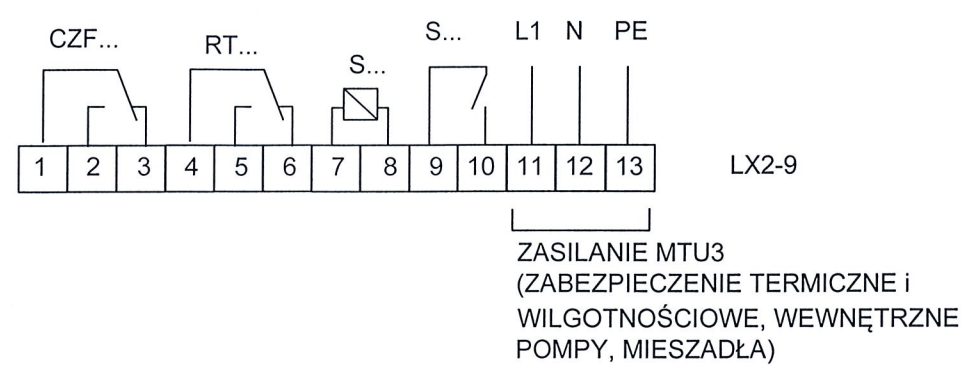 CZF... RT... S... S... L1 N PE
1 2 3 4 5 6 7 8 9 10 11 12 13 LX2-9
ZASILANIE MTU3
(ZABEZPIECZENIE TERMICZNE i
WILGOTNOŚCIOWE, WEWNĘTRZNE
POMPY, MIESZADŁA)